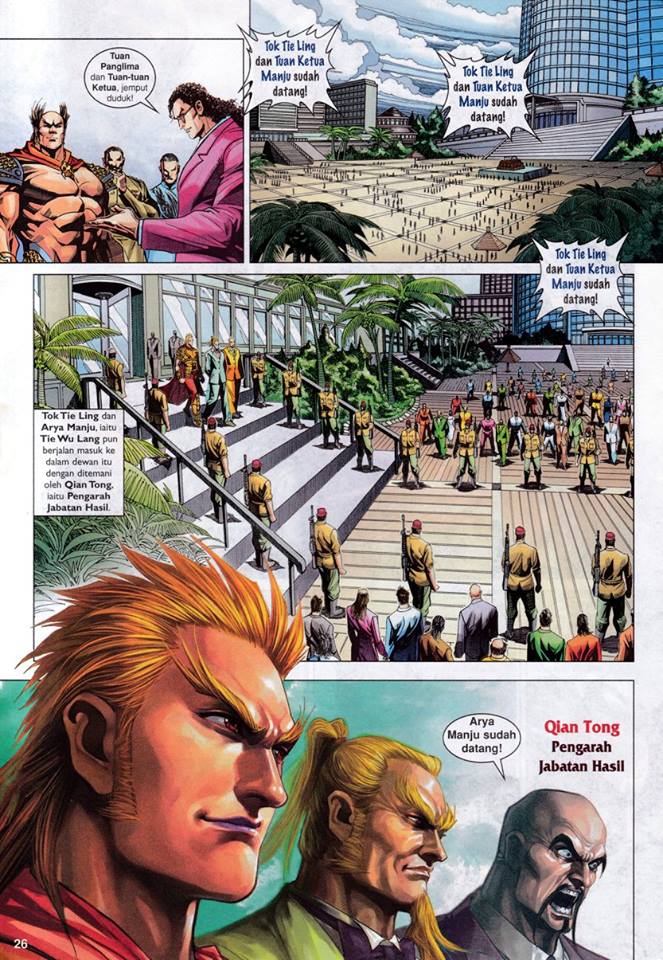 Tuan
Panglima
dan Tuan-tuan
Ketua, jemput
duduk!
Tok Tie Ling
dan Tuan Ketua
Manju sudah
datang!
Tok Tie Ling
dan Tuan Ketua
Manju sudah
datang!
Tok Tie Ling
dan Tuan Ketua
Manju sudah
datang!
Tok Tie Ling dan
Arya Manju, iaitu
Tie Wu Lang pun
berjalan masuk ke
dalam dewan itu
dengan ditemani
oleh Qian Tong,
iaitu Pengarah
Jabatan Hasil.
Arya
Manju sudah
datang!
Qian Tong
Pengarah
Jabatan Hasil
26